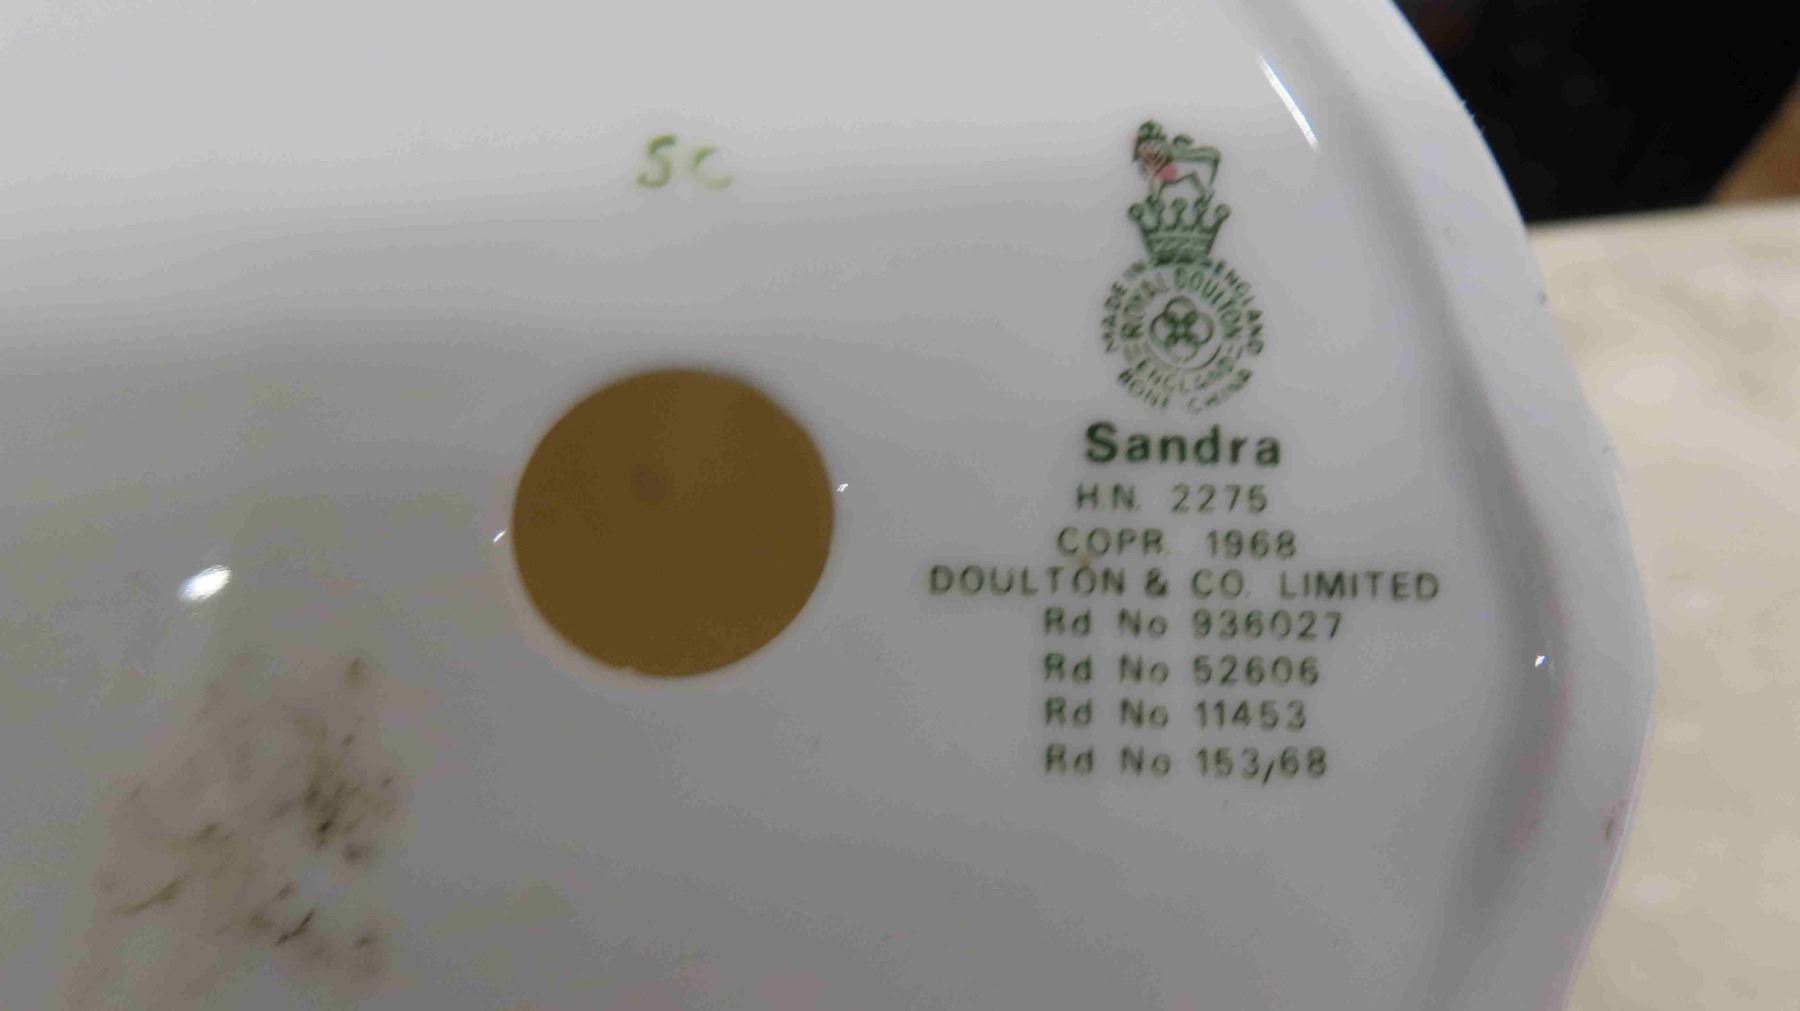 SC
MADE IN ENGLAND
ROYAL DOULTON
ENGLAND
BONE CHINA
Sandra
H.N. 2275
COPR. 1968
DOULTON & CO. LIMITED
Rd No 936027
Rd No 52606
Rd No 11453
Rd No 153/68